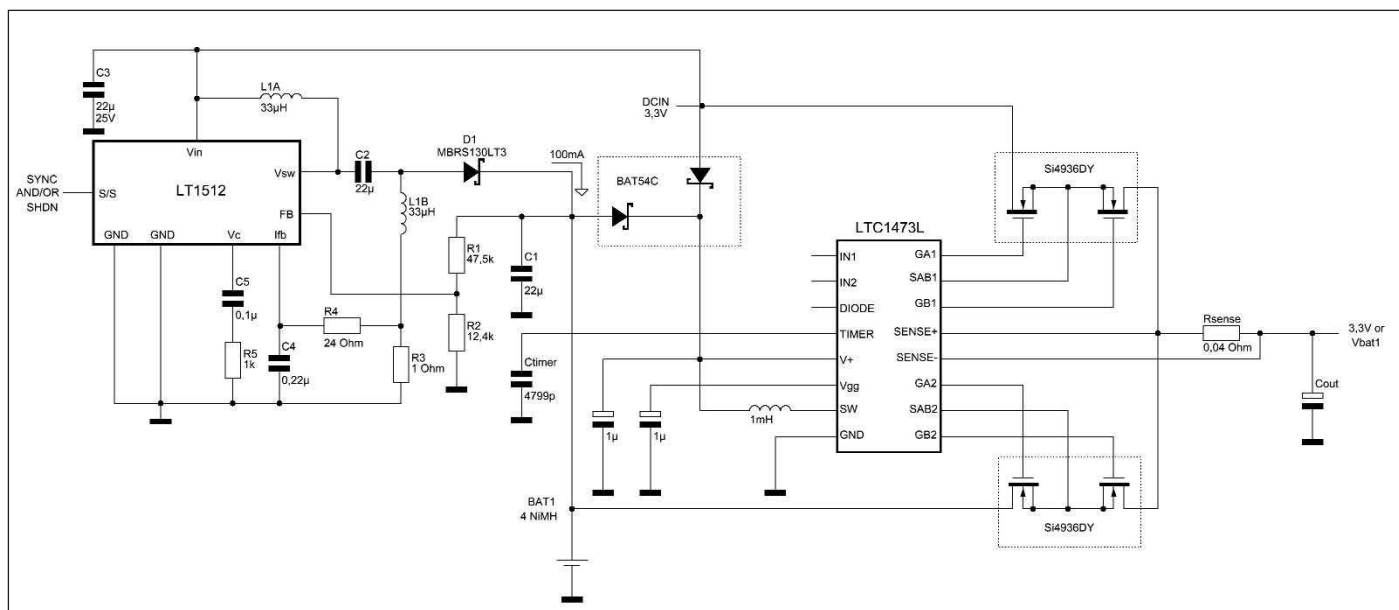 C3
22µ
25V
L1A
33µH
Vin
LT1512
SYNC
AND/OR
SHDN
S/S
Vsw
FB
GND
GND
Vc
Ifb
C2
22µ
D1
MBRS130LT3
100mA
L1B
33µH
R1
47,5k
C1
22µ
R2
12,4k
C5
0,1µ
R5
1k
C4
0,22µ
R4
24 Ohm
R3
1 Ohm
DCIN
3,3V
BAT54C
Ctimer
4799p
1µ
1µ
1mH
BAT1
4 NiMH
LTC1473L
IN1
IN2
DIODE
TIMER
V+
Vgg
SW
GND
GA1
SAB1
GB1
SENSE+
SENSE-
GA2
SAB2
GB2
Si4936DY
Si4936DY
Rsense
0,04 Ohm
3,3V or
Vbat1
Cout